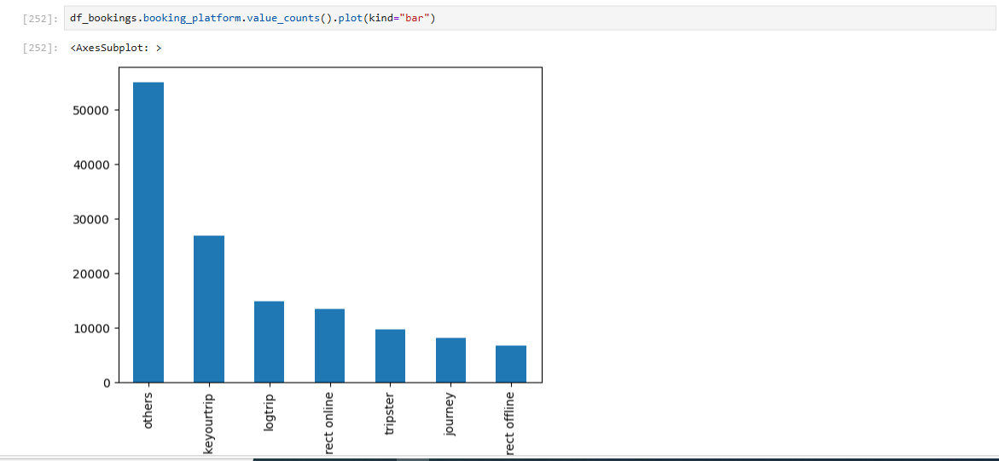 [252]: df_bookings.booking_platform.value_counts().plot(kind="bar")
[252]: <AxesSubplot: >
50000
40000
30000
20000
10000
0
others
keyourtrip
logtrip
rect online
tripster
journey
rect offline